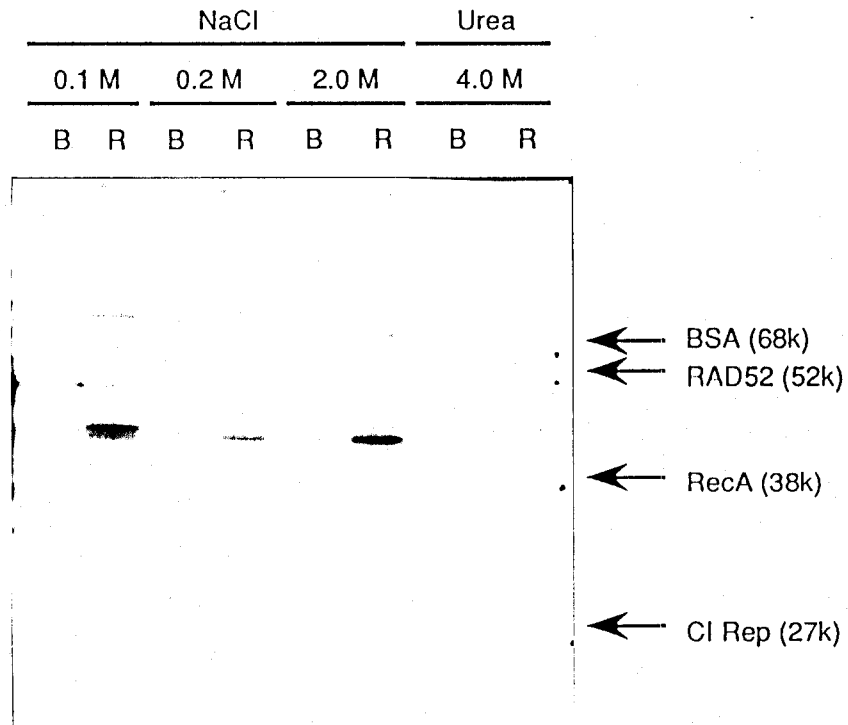 NaCl Urea
0.1 M 0.2 M 2.0 M 4.0 M
B R B R B R B R
BSA (68k)
RAD52 (52k)
RecA (38k)
CI Rep (27k)